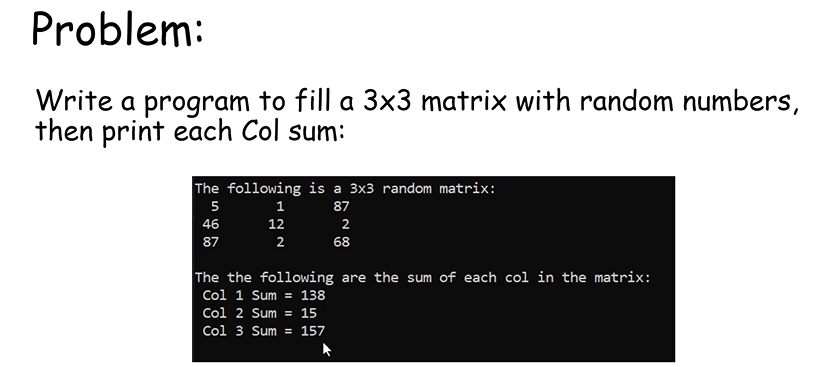 Problem:
Write a program to fill a 3x3 matrix with random numbers,
then print each Col sum:
The following is a 3x3 random matrix:
5 1 87
46 12 2
87 2 68
The the following are the sum of each col in the matrix:
Col 1 Sum = 138
Col 2 Sum = 15
Col 3 Sum = 157